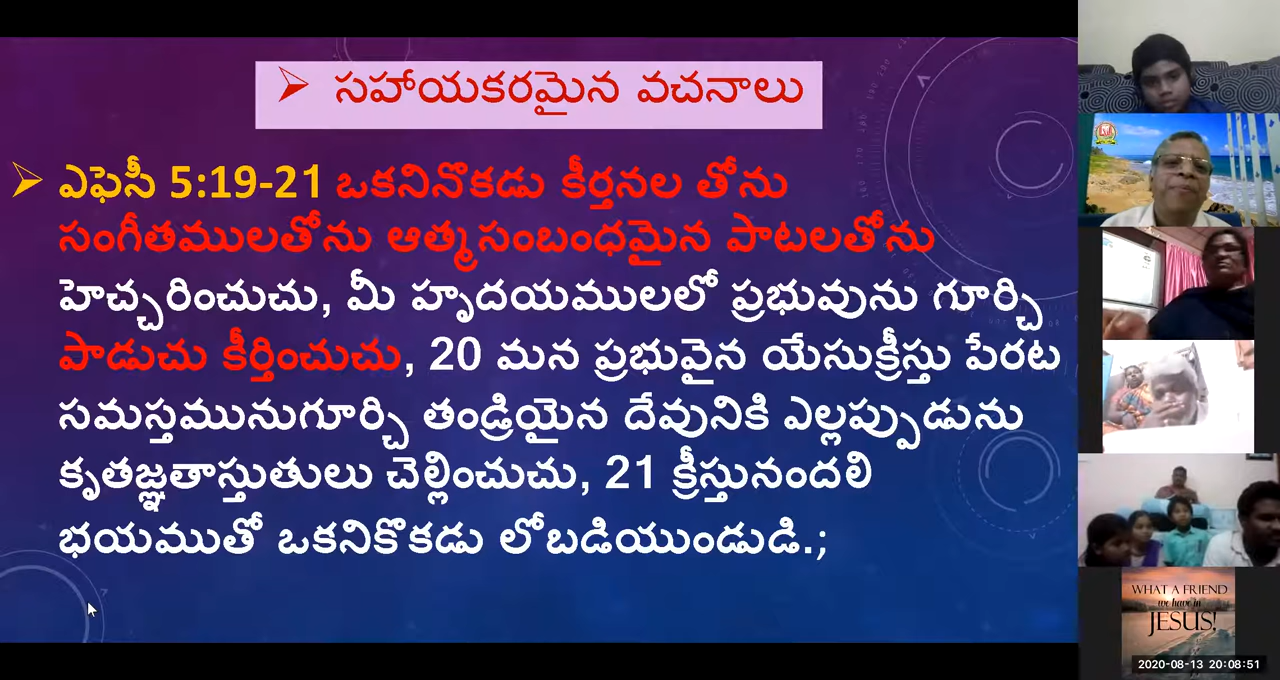 ➢ సహాయకరమైన వచనాలు
➢ ఎఫెసీ 5:19-21 ఒకనినొకడు కీర్తనల తోను
సంగీతములతోను ఆత్మసంబంధమైన పాటలతోను
హెచ్చరించుచు, మీ హృదయములలో ప్రభువును గూర్చి
పాడుచు కీర్తించుచు, 20 మన ప్రభువైన యేసుక్రీస్తు పేరట
సమస్తమునుగూర్చి తండ్రియైన దేవునికి ఎల్లప్పుడును
కృతజ్ఞతాస్తుతులు చెల్లించుచు, 21 క్రీస్తునందలి
భయముతో ఒకనికొకడు లోబడియుండుడి.;
WHAT A FRIEND
we have in
JESUS!
2020-08-13 20:08:51